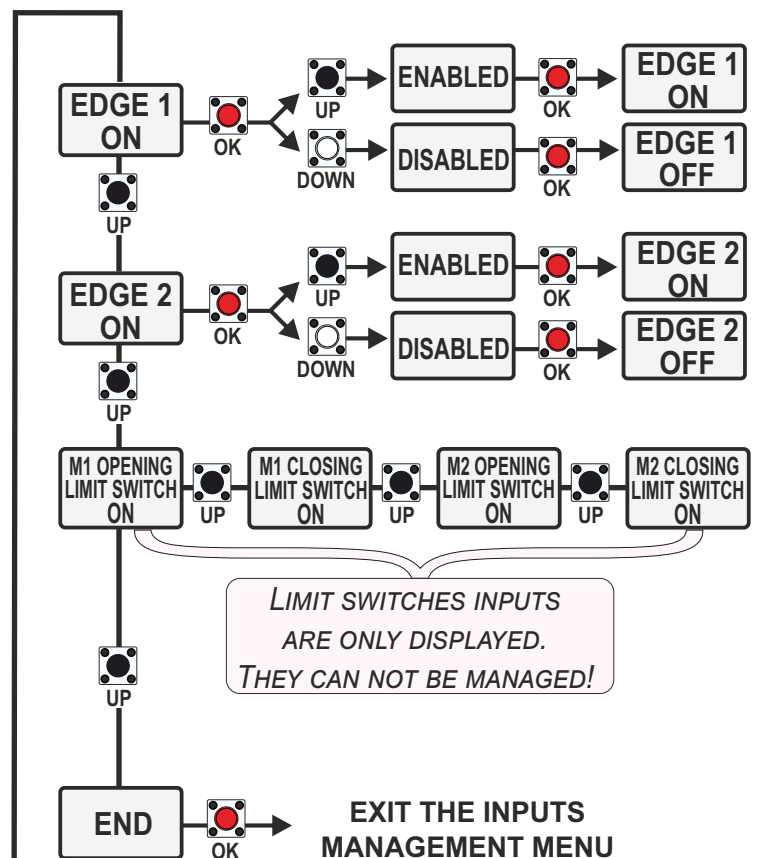 EDGE 1
ON
OK
UP
DOWN
ENABLED
DISABLED
OK
OK
EDGE 1
ON
EDGE 1
OFF
UP
EDGE 2
ON
OK
UP
DOWN
ENABLED
DISABLED
OK
OK
EDGE 2
ON
EDGE 2
OFF
UP
M1 OPENING
LIMIT SWITCH
ON
UP
M1 CLOSING
LIMIT SWITCH
ON
UP
M2 OPENING
LIMIT SWITCH
ON
UP
M2 CLOSING
LIMIT SWITCH
ON
LIMIT SWITCHES INPUTS
ARE ONLY DISPLAYED.
THEY CAN NOT BE MANAGED!
UP
END
OK
EXIT THE INPUTS
MANAGEMENT MENU